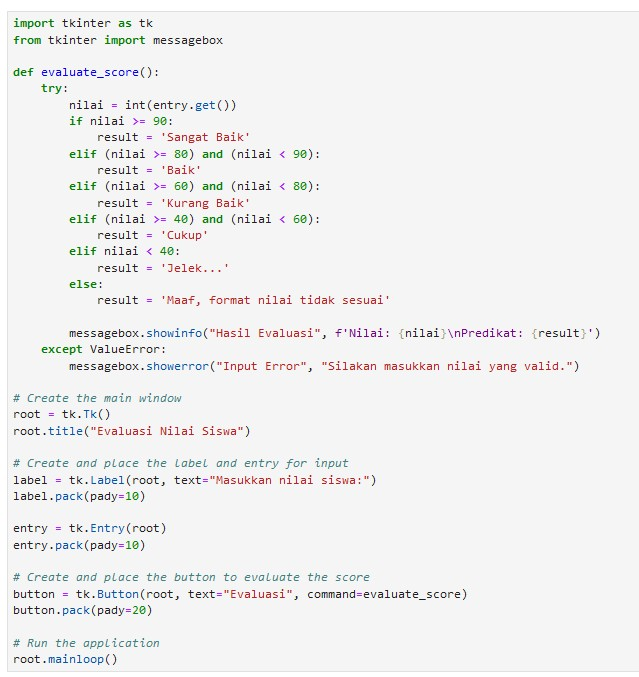 import tkinter as tk
from tkinter import messagebox

def evaluate_score():
    try:
        nilai = int(entry.get())
        if nilai >= 90:
            result = 'Sangat Baik'
        elif (nilai >= 80) and (nilai < 90):
            result = 'Baik'
        elif (nilai >= 60) and (nilai < 80):
            result = 'Kurang Baik'
        elif (nilai >= 40) and (nilai < 60):
            result = 'Cukup'
        elif nilai < 40:
            result = 'Jelek...'
        else:
            result = 'Maaf, format nilai tidak sesuai'

        messagebox.showinfo("Hasil Evaluasi", f'Nilai: {nilai}\nPredikat: {result}')
    except ValueError:
        messagebox.showerror("Input Error", "Silakan masukkan nilai yang valid.")

# Create the main window
root = tk.Tk()
root.title("Evaluasi Nilai Siswa")

# Create and place the label and entry for input
label = tk.Label(root, text="Masukkan nilai siswa:")
label.pack(pady=10)

entry = tk.Entry(root)
entry.pack(pady=10)

# Create and place the button to evaluate the score
button = tk.Button(root, text="Evaluasi", command=evaluate_score)
button.pack(pady=20)

# Run the application
root.mainloop()